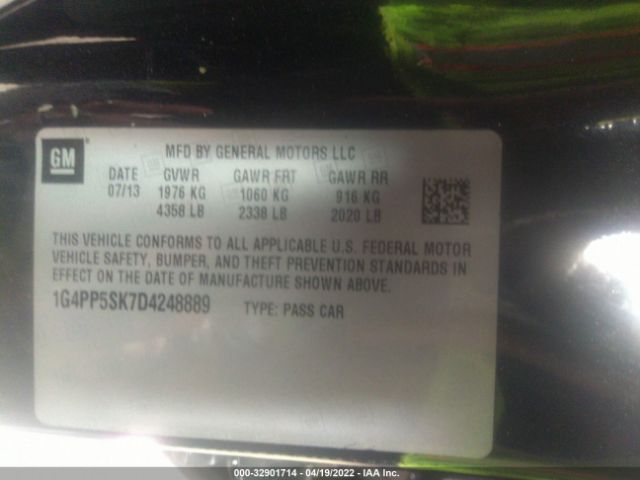 GM
MFD BY GENERAL MOTORS LLC
DATE GVWR GAWR FRT GAWR RR
07/13 1976 KG 1060 KG 916 KG
4358 LB 2338 LB 2020 LB
THIS VEHICLE CONFORMS TO ALL APPLICABLE U.S. FEDERAL MOTOR
VEHICLE SAFETY, BUMPER, AND THEFT PREVENTION STANDARDS IN
EFFECT ON THE DATE OF MANUFACTURE SHOWN ABOVE.
1G4PP5SK7D4248889 TYPE: PASS CAR
000-32901714 - 04/19/2022 - IAA Inc.